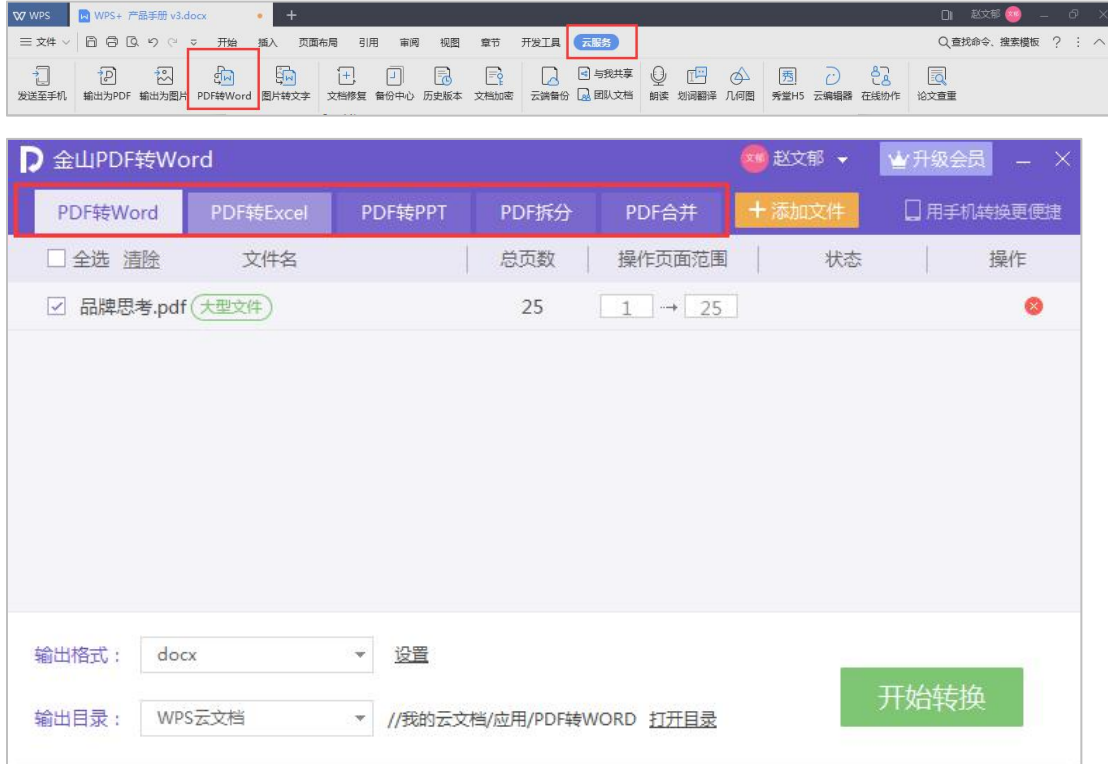 WPS WPS+ 产品手册 v3.docx 赵文郁 文郁
文件 开始 插入 页面布局 引用 审阅 视图 章节 开发工具 云服务 查找命令、搜索模板 ?
发送至手机 输出为PDF 输出为图片 PDF转Word 图片转文字 文档修复 备份中心 历史版本 文档加密 云端备份 与我共享 团队文档 朗读 划词翻译 几何图 秀堂H5 云编辑器 在线协作 论文查重
金山PDF转Word 文郁 赵文郁 升级会员
PDF转Word PDF转Excel PDF转PPT PDF拆分 PDF合并 +添加文件 用手机转换更便捷
全选 清除 文件名 总页数 操作页面范围 状态 操作
品牌思考.pdf 大型文件 25 1 → 25
输出格式： docx 设置
开始转换
输出目录： WPS云文档 //我的云文档/应用/PDF转WORD 打开目录